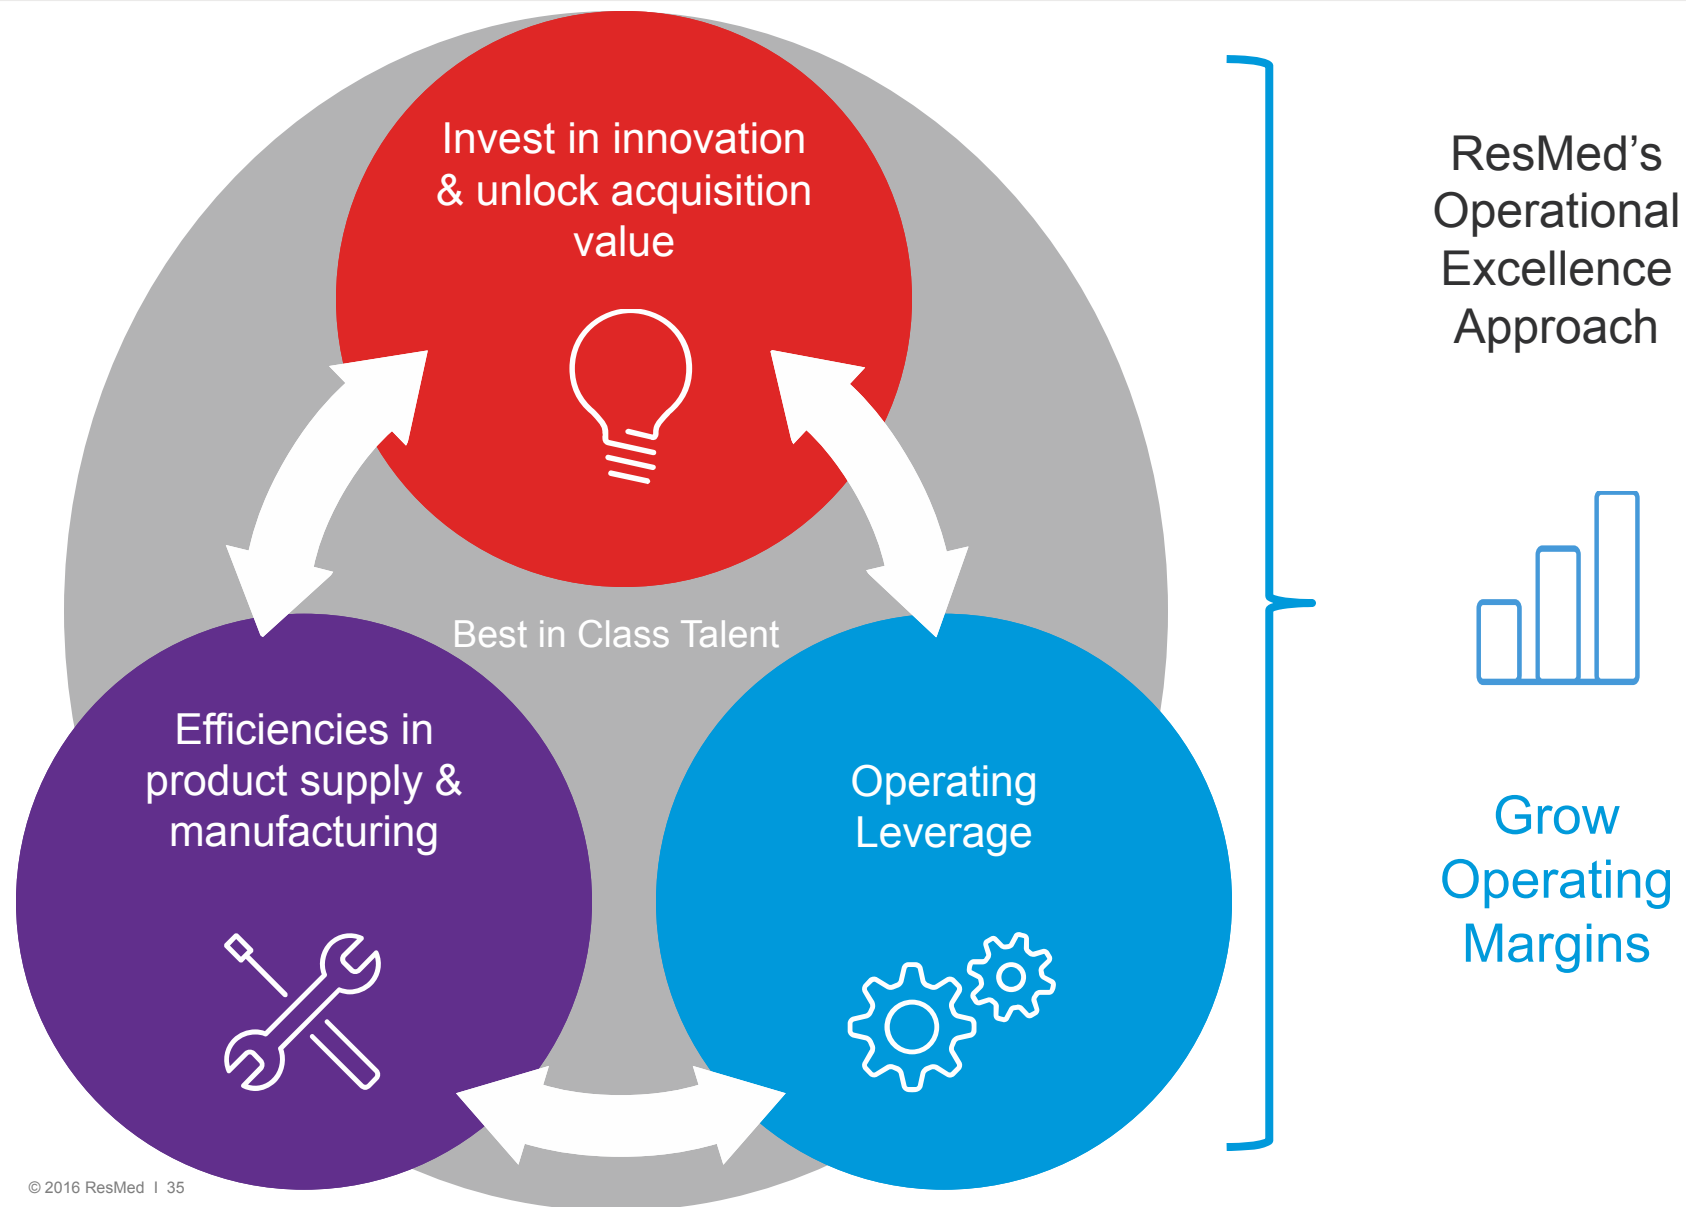 Invest in innovation
& unlock acquisition
value
Best in Class Talent
Efficiencies in
product supply &
manufacturing
Operating
Leverage
ResMed’s
Operational
Excellence
Approach
Grow
Operating
Margins
© 2016 ResMed I 35